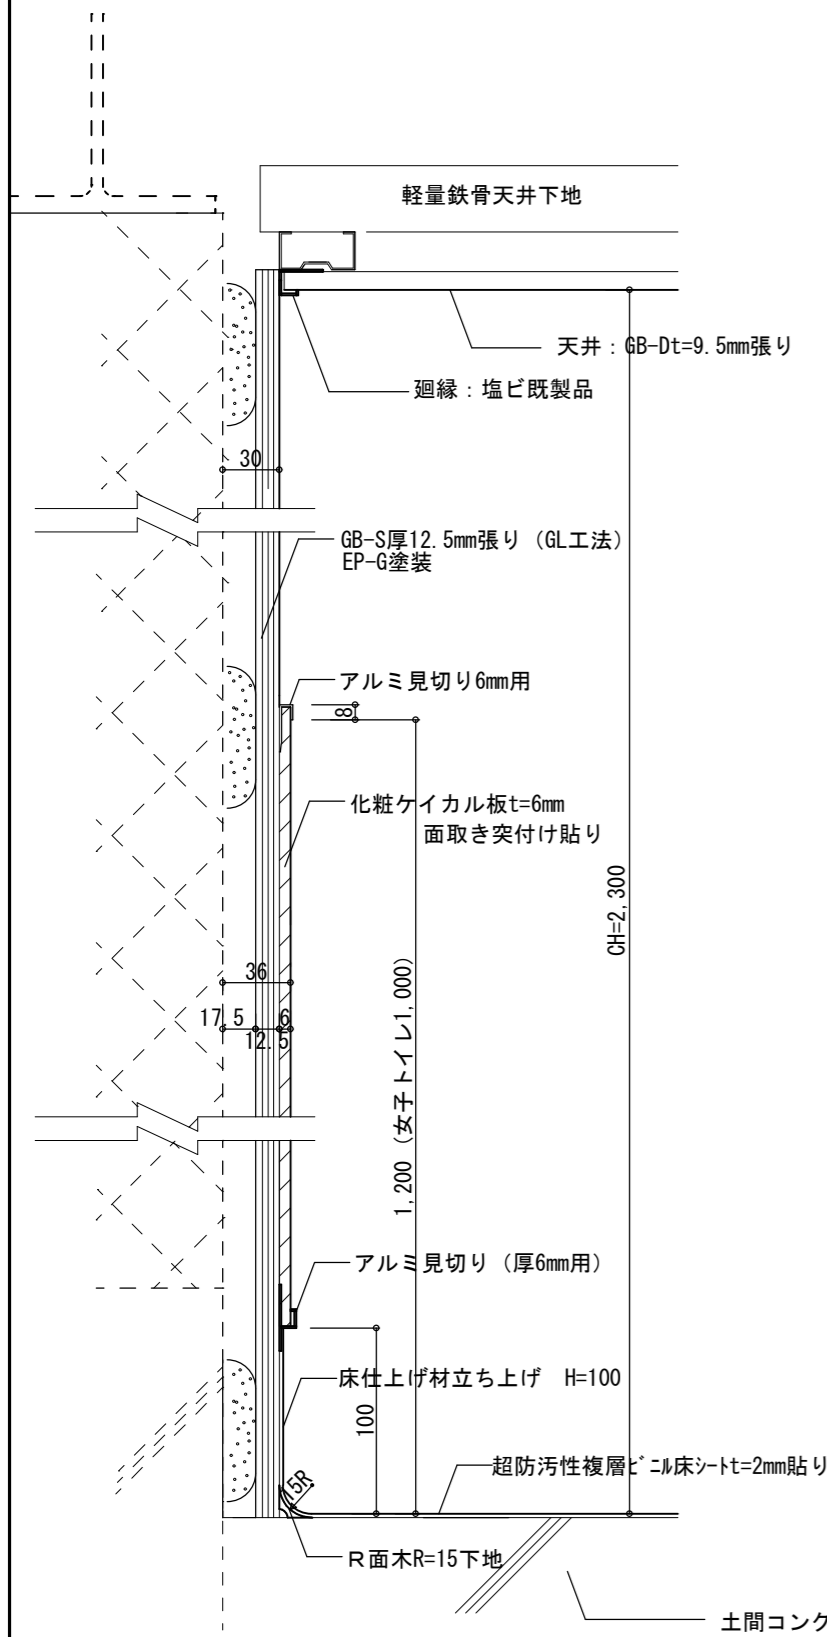 軽量鉄骨天井下地
天井：GB-Dt=9.5mm張り
廻縁：塩ビ既製品
30
GB-S厚12.5mm張り（GL工法）
EP-G塗装
アルミ見切り6mm用
8
化粧ケイカル板t=6mm
面取き突付け貼り
CH=2,300
36
17.5
6
12.5
1,200（女子トイレ1,000）
アルミ見切り（厚6mm用）
床仕上げ材立ち上げ　H=100
100
超防汚性複層ﾋﾞﾆﾙ床ｼｰﾄt=2mm貼り
15R
Ｒ面木R=15下地
土間コンク